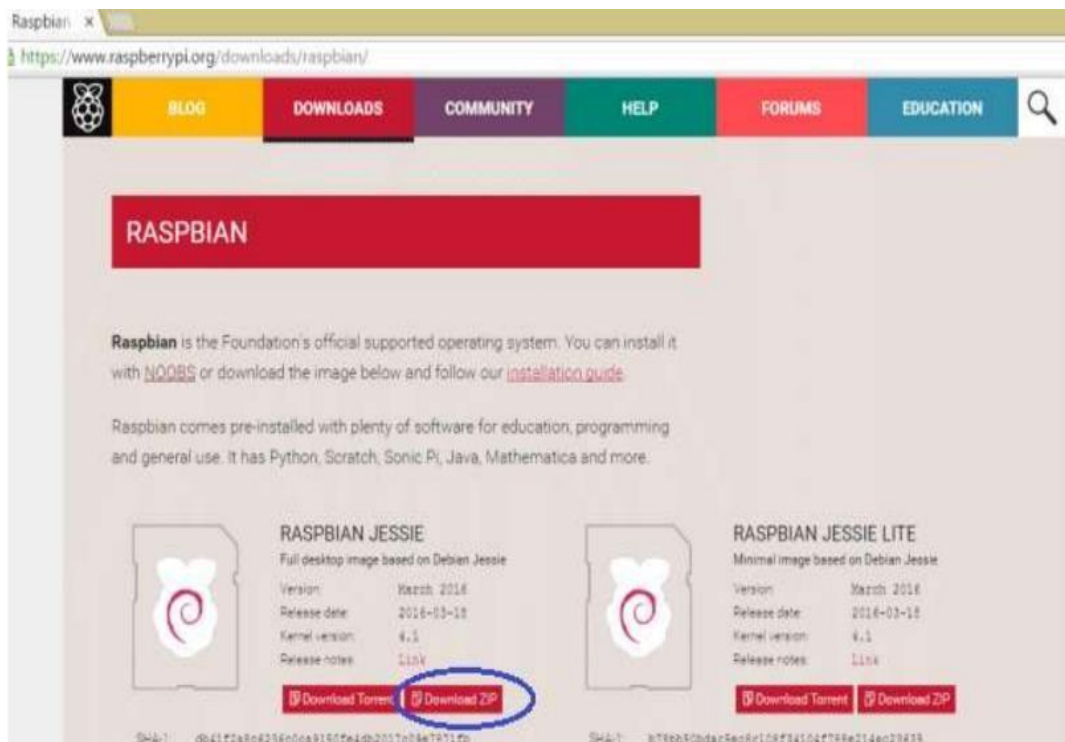 Raspbian ×
https://www.raspberrypi.org/downloads/raspbian/
BLOG DOWNLOADS COMMUNITY HELP FORUMS EDUCATION
RASPBIAN
Raspbian is the Foundation's official supported operating system. You can install it
with NOOBS or download the image below and follow our installation guide.
Raspbian comes pre-installed with plenty of software for education, programming
and general use. It has Python, Scratch, Sonic Pi, Java, Mathematica and more.
RASPBIAN JESSIE
Full desktop image based on Debian Jessie
Version: March 2016
Release date: 2016-03-18
Kernel version: 4.1
Release notes: Link
Download Torrent Download ZIP
SHA-1:
RASPBIAN JESSIE LITE
Minimal image based on Debian Jessie
Version: March 2016
Release date: 2016-03-18
Kernel version: 4.1
Release notes: Link
Download Torrent Download ZIP
SHA-1: